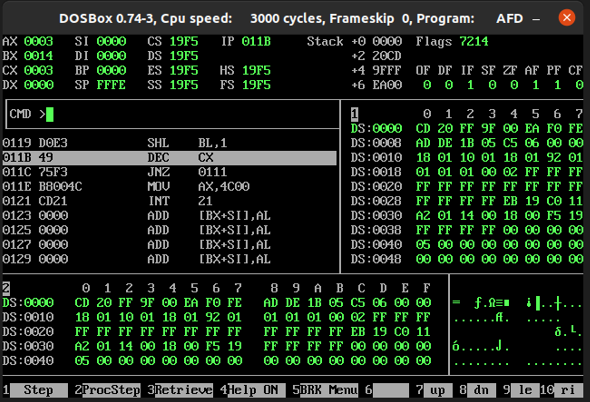 DOSBox 0.74-3, Cpu speed: 3000 cycles, Frameskip 0, Program: AFD
AX 0003 SI 0000 CS 19F5 IP 011B Stack +0 0000 Flags 7214
BX 0014 DI 0000 DS 19F5 +2 20CD
CX 0003 BP 0000 ES 19F5 HS 19F5 +4 9FFF OF DF IF SF ZF AF PF CF
DX 0000 SP FFFE SS 19F5 FS 19F5 +6 EA00 0 0 1 0 0 1 1 0
CMD >
0119 D0E3 SHL BL,1
011B 49 DEC CX
011C 75F3 JNZ 0111
011E B8004C MOV AX,4C00
0121 CD21 INT 21
0123 0000 ADD [BX+SI],AL
0125 0000 ADD [BX+SI],AL
0127 0000 ADD [BX+SI],AL
0129 0000 ADD [BX+SI],AL
1 0 1 2 3 4 5 6 7
DS:0000 CD 20 FF 9F 00 EA F0 FE
DS:0008 AD DE 1B 05 C5 06 00 00
DS:0010 18 01 10 01 18 01 92 01
DS:0018 01 01 01 00 02 FF FF FF
DS:0020 FF FF FF FF FF FF FF FF
DS:0028 FF FF FF FF EB 19 C0 11
DS:0030 A2 01 14 00 18 00 F5 19
DS:0038 FF FF FF FF 00 00 00 00
DS:0040 05 00 00 00 00 00 00 00
DS:0048 00 00 00 00 00 00 00 00
2 0 1 2 3 4 5 6 7 8 9 A B C D E F
DS:0000 CD 20 FF 9F 00 EA F0 FE AD DE 1B 05 C5 06 00 00
DS:0010 18 01 10 01 18 01 92 01 01 01 01 00 02 FF FF FF
DS:0020 FF FF FF FF FF FF FF FF FF FF FF FF EB 19 C0 11
DS:0030 A2 01 14 00 18 00 F5 19 FF FF FF FF 00 00 00 00
DS:0040 05 00 00 00 00 00 00 00 00 00 00 00 00 00 00 00
1 Step 2 ProcStep 3 Retrieve 4 Help ON 5 BRK Menu 6 7 up 8 dn 9 le 10 ri